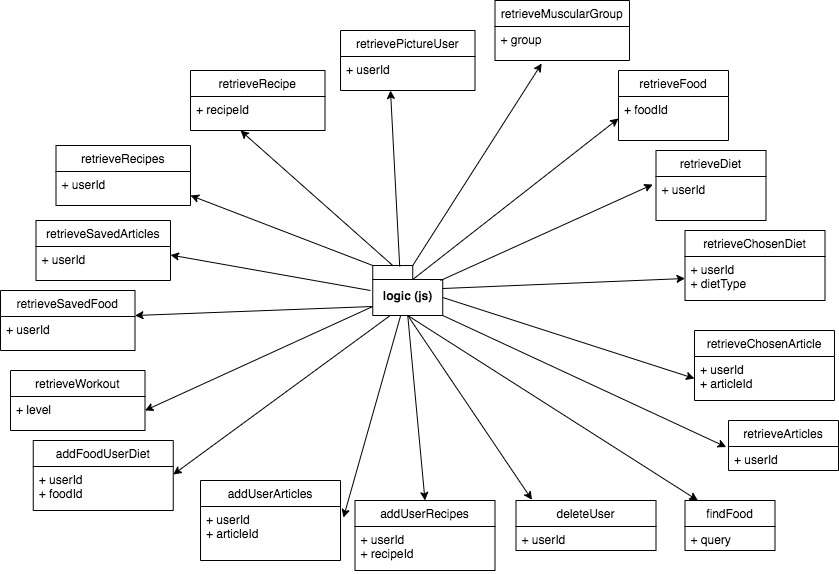 retrieveMuscularGroup
+ group
retrievePictureUser
+ userId
retrieveRecipe
+ recipeId
retrieveFood
+ foodId
retrieveRecipes
+ userId
retrieveDiet
+ userId
retrieveSavedArticles
+ userId
retrieveChosenDiet
+ userId
+ dietType
logic (js)
retrieveSavedFood
+ userId
retrieveChosenArticle
+ userId
+ articleId
retrieveWorkout
+ level
retrieveArticles
+ userId
addFoodUserDiet
+ userId
+ foodId
addUserArticles
+ userId
+ articleId
addUserRecipes
+ userId
+ recipeId
deleteUser
+ userId
findFood
+ query